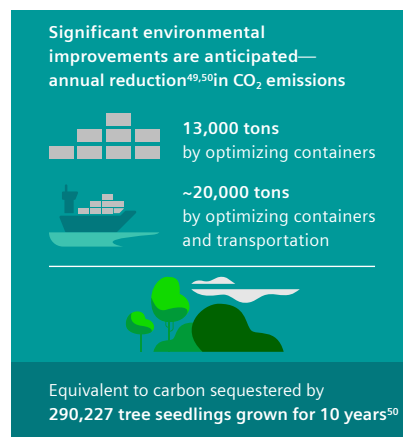 Significant environmental
improvements are anticipated—
annual reduction⁴⁹,⁵⁰in CO₂ emissions
13,000 tons
by optimizing containers
~20,000 tons
by optimizing containers
and transportation
Equivalent to carbon sequestered by
290,227 tree seedlings grown for 10 years⁵⁰